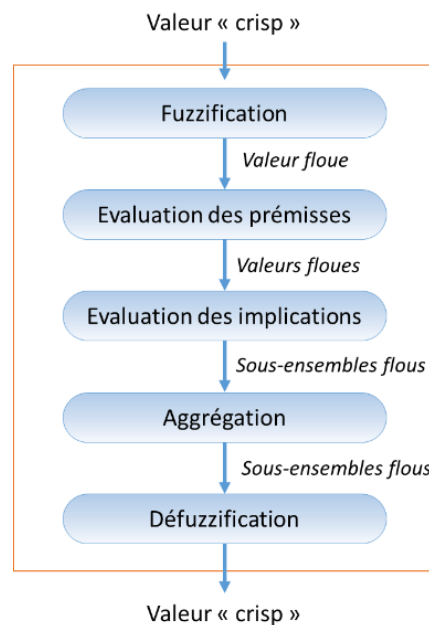 Valeur « crisp »
Fuzzification
Valeur floue
Evaluation des prémisses
Valeurs floues
Evaluation des implications
Sous-ensembles flous
Aggrégation
Sous-ensembles flous
Défuzzification
Valeur « crisp »